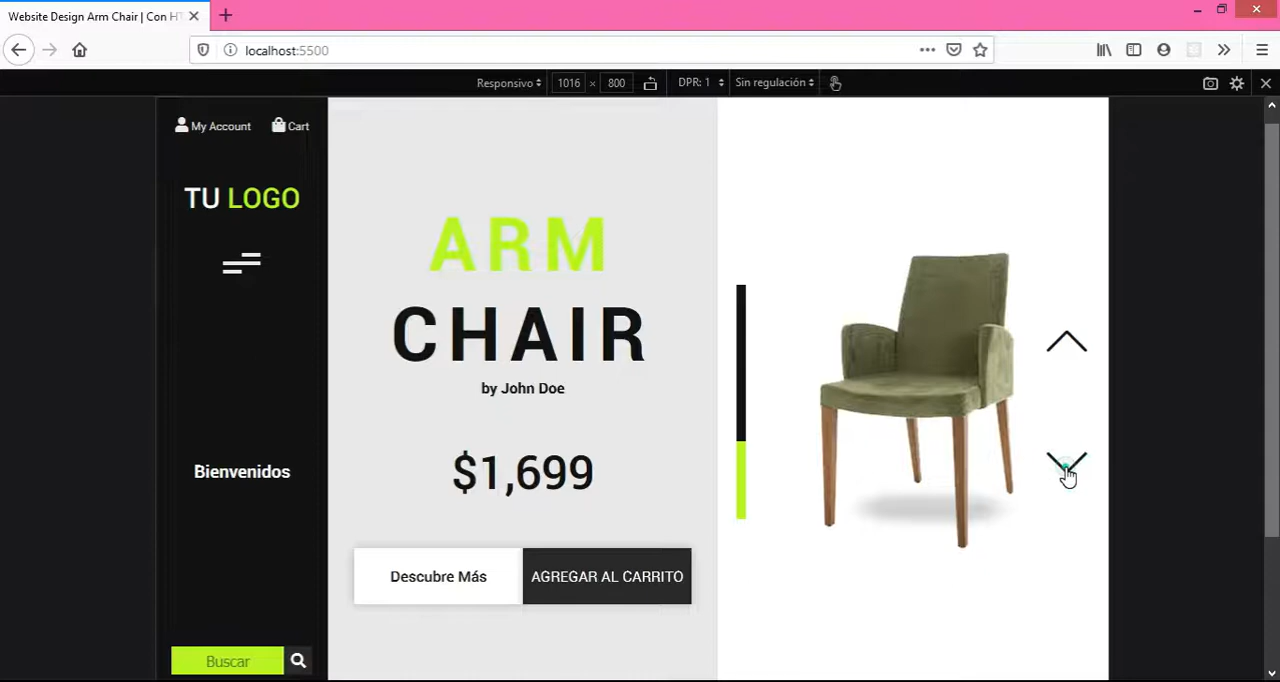 Website Design Arm Chair | Con HT
localhost:5500
Responsivo
1016 × 800
DPR: 1
Sin regulación
My Account
Cart
TU LOGO
Bienvenidos
Buscar
ARM
CHAIR
by John Doe
$1,699
Descubre Más
AGREGAR AL CARRITO